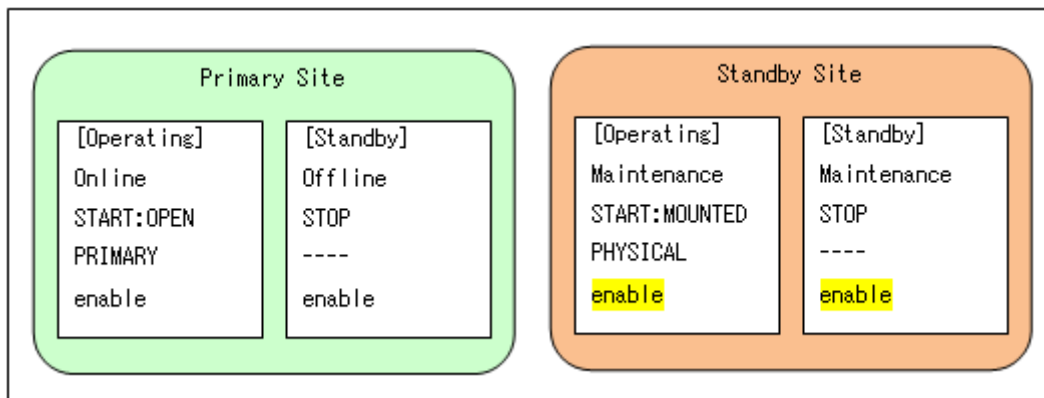 Primary Site
[Operating]
Online
START:OPEN
PRIMARY
enable
[Standby]
Offline
STOP
----
enable
Standby Site
[Operating]
Maintenance
START:MOUNTED
PHYSICAL
enable
[Standby]
Maintenance
STOP
----
enable